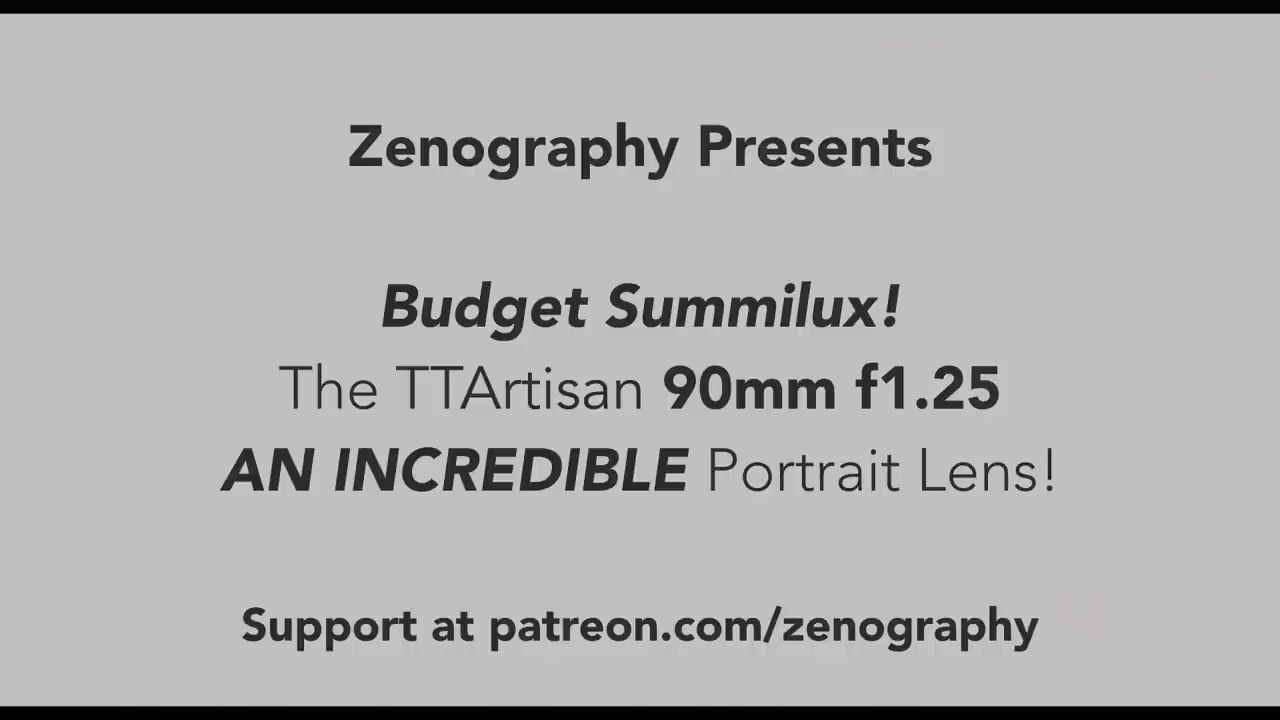 Zenography Presents
Budget Summilux!
The TTArtisan 90mm f1.25
AN INCREDIBLE Portrait Lens!
Support at patreon.com/zenography